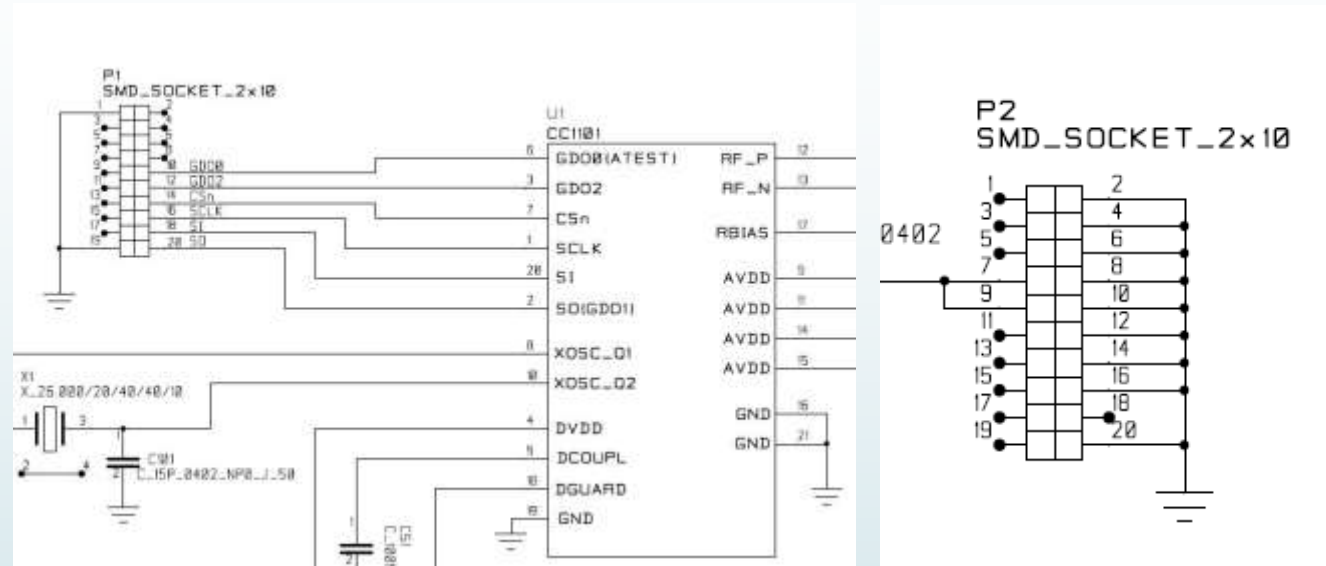 P1
SMD_SOCKET_2x10
1 2
3 4
5
7
9 10 GDO0
11 12 GDO2
13 14 CSn
15 16 SCLK
17 18 SI
19 20 SO
U1
CC1101
6 GDO0(ATEST) RF_P 12
3 GDO2 RF_N 13
7 CSn
RBIAS 17
1 SCLK
20 SI AVDD 9
2 SO(GDO1) AVDD 11
AVDD 14
8 XOSC_Q1
AVDD 15
10 XOSC_Q2
GND 16
4 DVDD
GND 21
DCOUPL
18 DGUARD
19 GND
X1
X_26.000/20/40/40/10
1 3
2 4
1
2
C101
C_15P_0402_NP0_J_50
1
2
C51
P2
SMD_SOCKET_2x10
0402
1 2
3 4
5 6
7 8
9 10
11 12
13 14
15 16
17 18
19 20